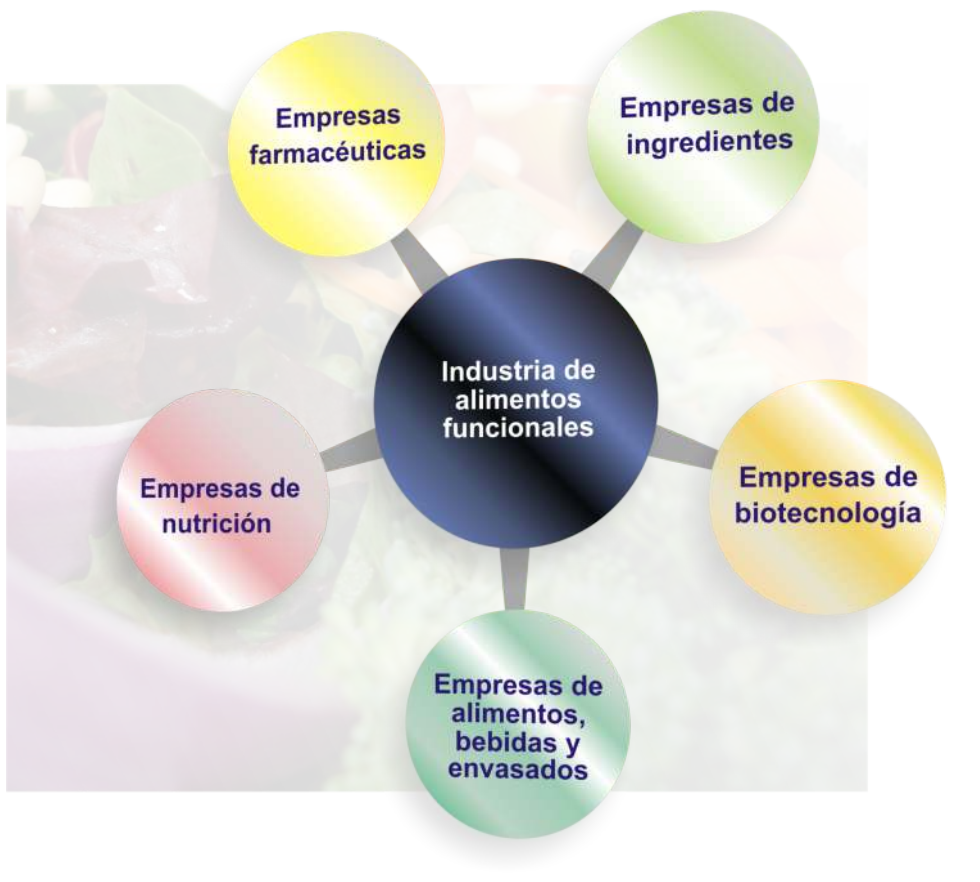 Empresas
farmacéuticas
Empresas de
ingredientes
Industria de
alimentos
funcionales
Empresas de
nutrición
Empresas de
biotecnología
Empresas de
alimentos,
bebidas y
envasados